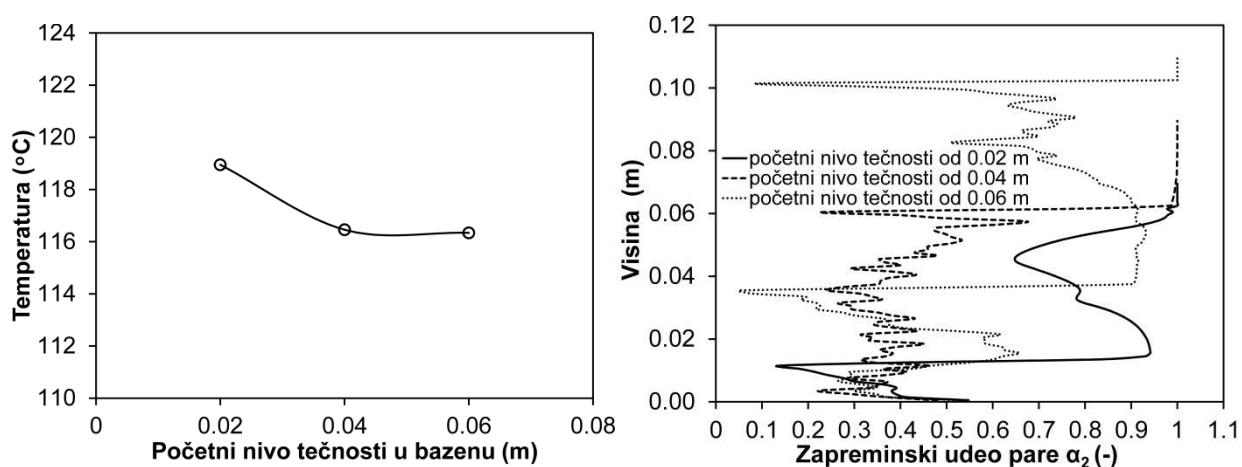 124
122
120
118
116
114
112
110
Temperatura (°C)
0 0.02 0.04 0.06 0.08
Početni nivo tečnosti u bazenu (m)
0.12
0.10
0.08
0.06
0.04
0.02
0.00
Visina (m)
početni nivo tečnosti od 0.02 m
početni nivo tečnosti od 0.04 m
početni nivo tečnosti od 0.06 m
0 0.1 0.2 0.3 0.4 0.5 0.6 0.7 0.8 0.9 1 1.1
Zapreminski udeo pare α₂ (-)